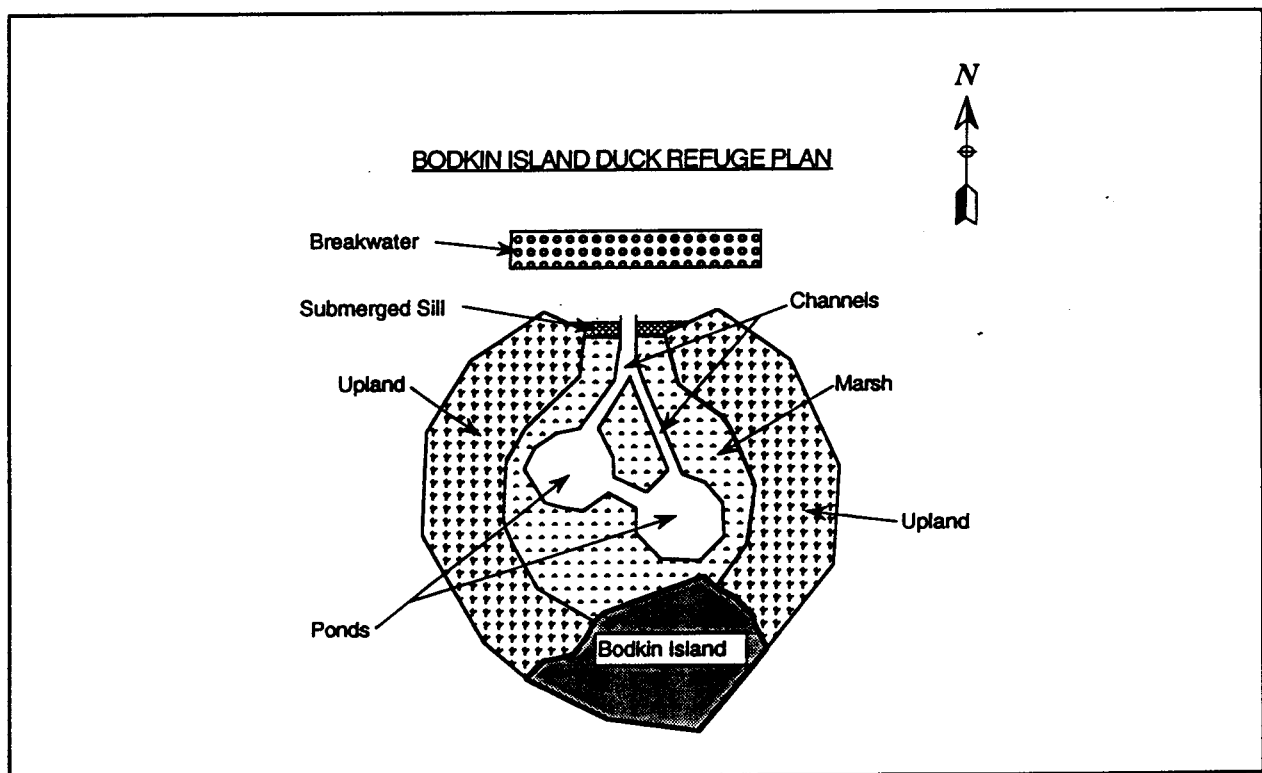 N
BODKIN ISLAND DUCK REFUGE PLAN
Breakwater
Submerged Sill
Channels
Upland
Marsh
Upland
Ponds
Bodkin Island